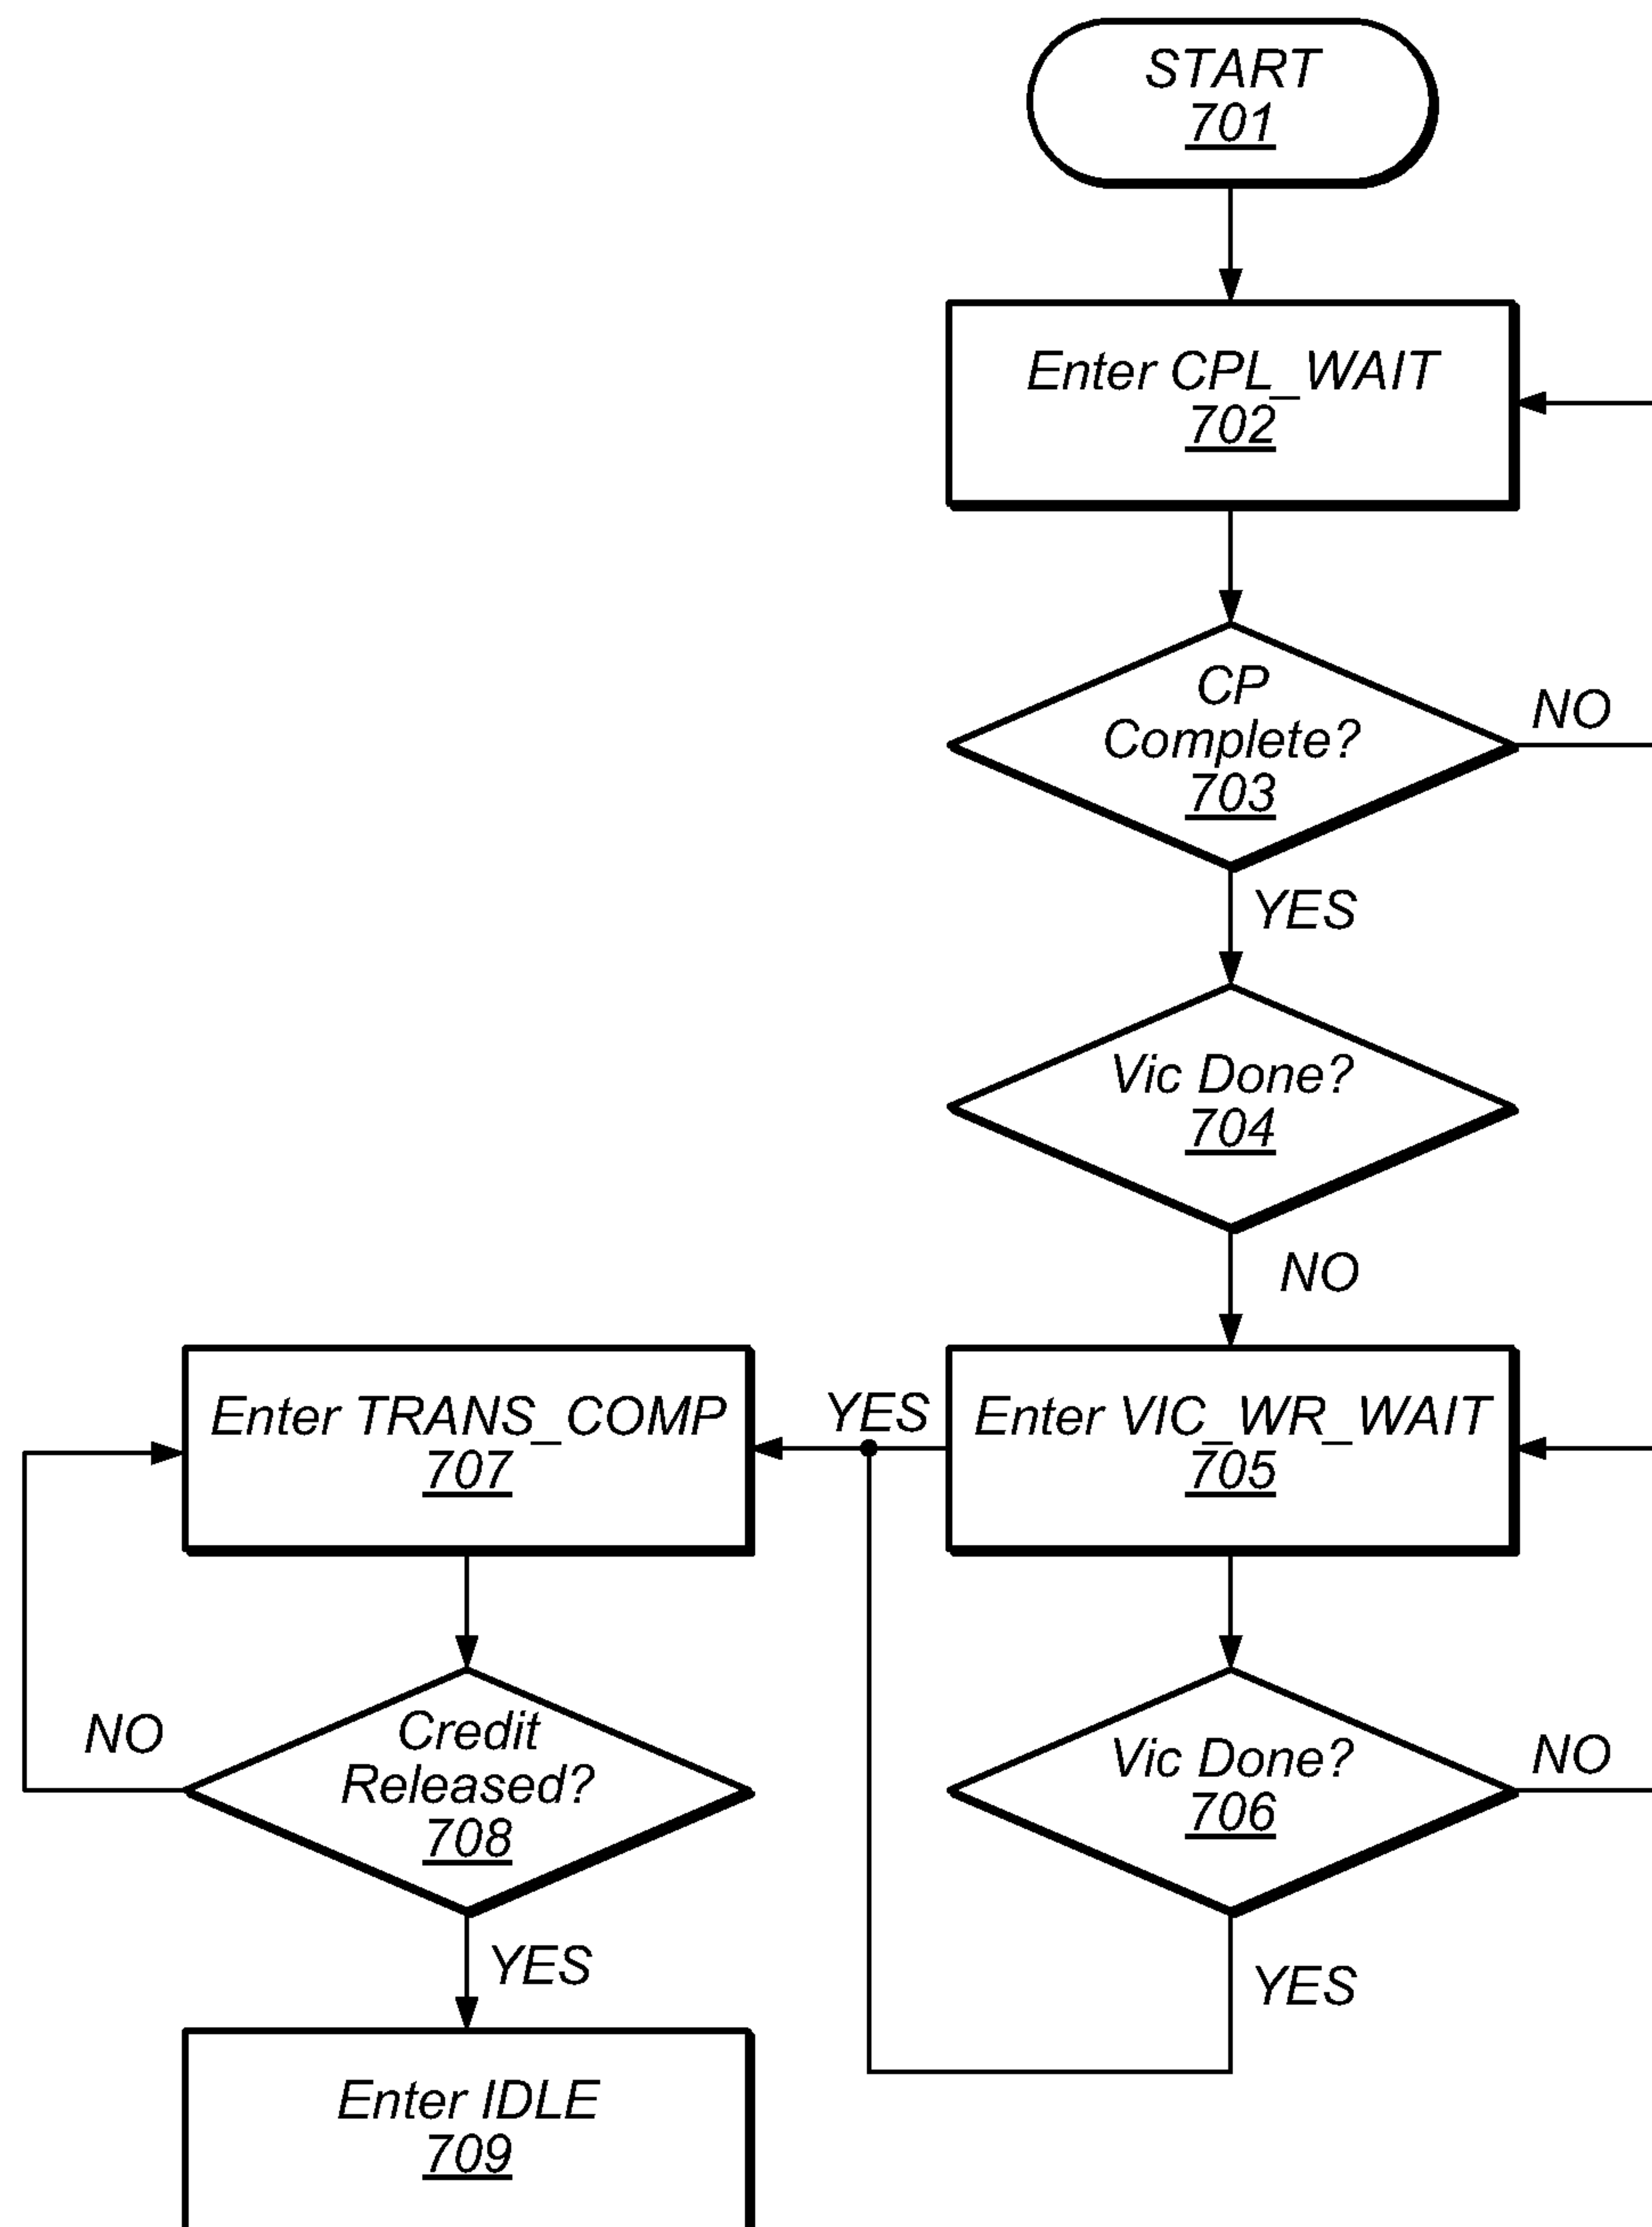 START
701
Enter CPL_WAIT
702
CP
Complete?
703
NO
YES
Vic Done?
704
NO
Enter TRANS_COMP
707
YES
Enter VIC_WR_WAIT
705
NO
Credit
Released?
708
Vic Done?
706
NO
YES
YES
Enter IDLE
709